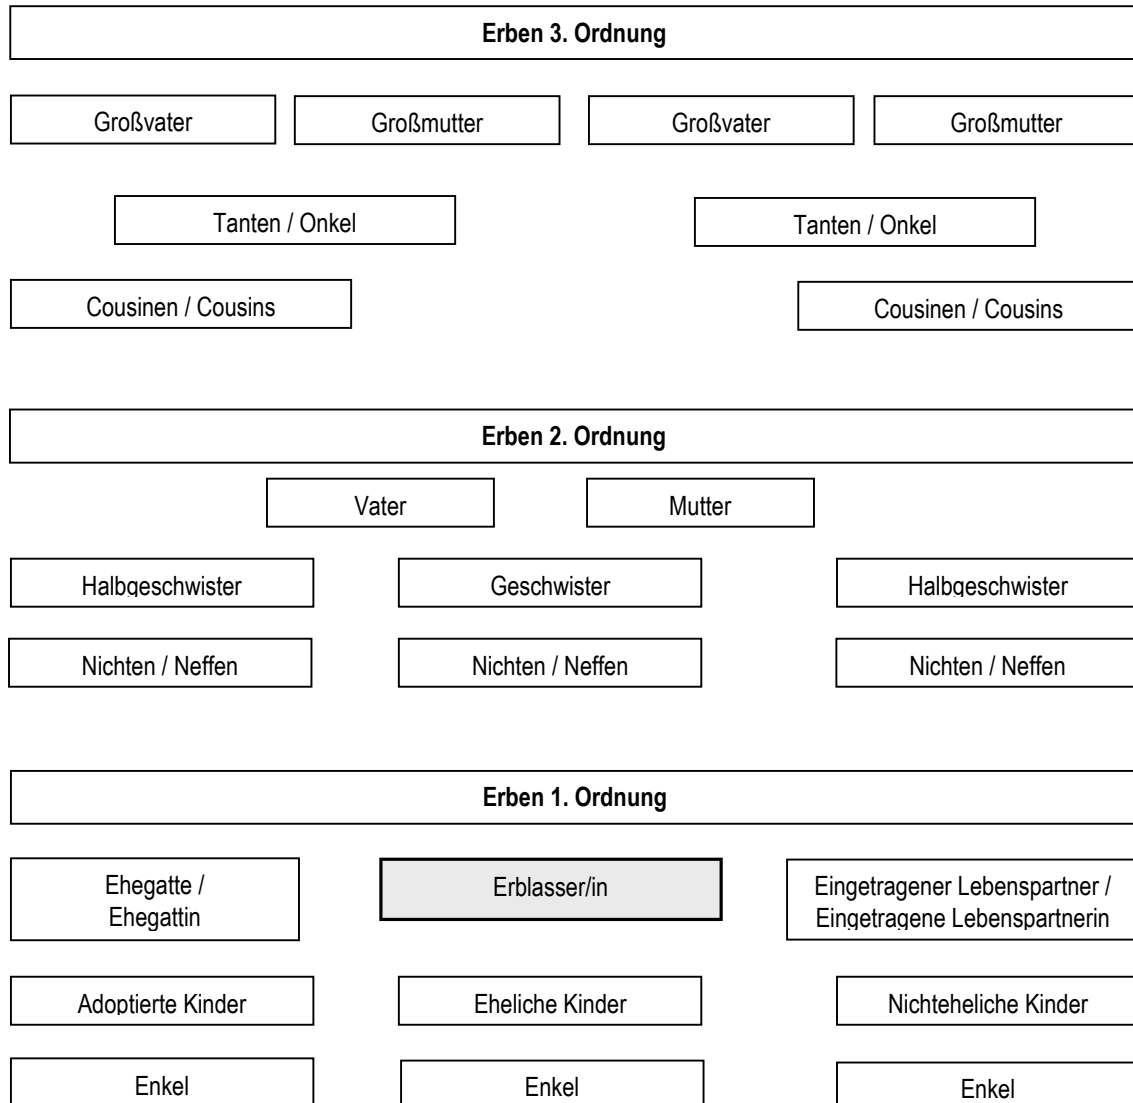 Erben 3. Ordnung
Großvater
Großmutter
Großvater
Großmutter
Tanten / Onkel
Tanten / Onkel
Cousinen / Cousins
Cousinen / Cousins
Erben 2. Ordnung
Vater
Mutter
Halbgeschwister
Geschwister
Halbgeschwister
Nichten / Neffen
Nichten / Neffen
Nichten / Neffen
Erben 1. Ordnung
Ehegatte /
Ehegattin
Erblasser/in
Eingetragener Lebenspartner /
Eingetragene Lebenspartnerin
Adoptierte Kinder
Eheliche Kinder
Nichteheliche Kinder
Enkel
Enkel
Enkel